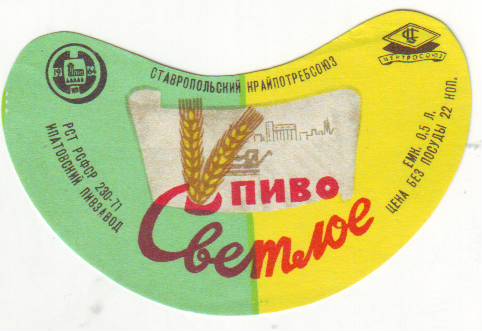 СТАВРОПОЛЬСКИЙ КРАЙПОТРЕБСОЮЗ
ЦЕНТРОСОЮЗ
РСТ РСФСР 230-71
ИПАТОВСКИЙ ПИВЗАВОД
ПИВО
Светлое
ЕМК. 0,5 Л.
ЦЕНА БЕЗ ПОСУДЫ 22 КОП.